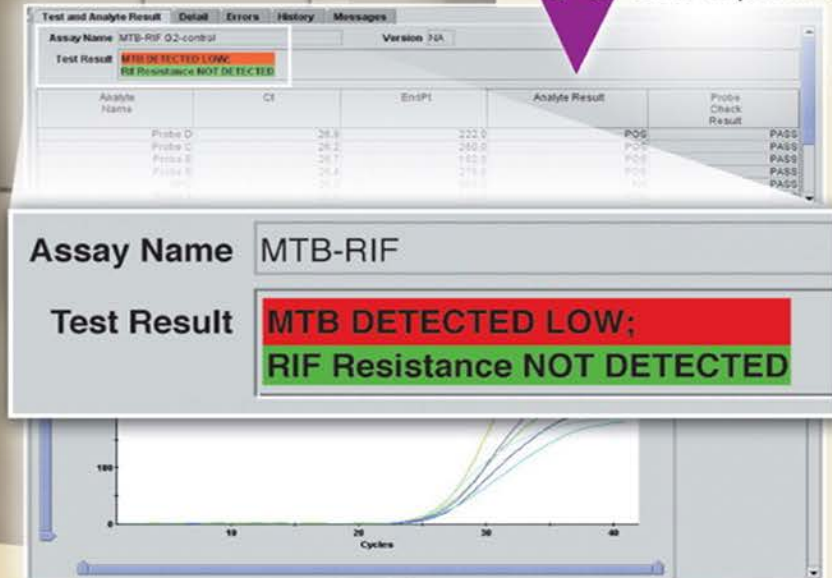 Test and Analyte Result Detail Errors History Messages
Assay Name MTB-RIF G2-control Version NA
Test Result MTB DETECTED LOW;
RIF Resistance NOT DETECTED
Analyte Name Ct EndPt Analyte Result Probe Check Result
Probe D 222.0 POS PASS
Probe C POS PASS
POS PASS
POS PASS
PASS
Assay Name MTB-RIF
Test Result MTB DETECTED LOW;
RIF Resistance NOT DETECTED
100
0
10 20 30 40
Cycles